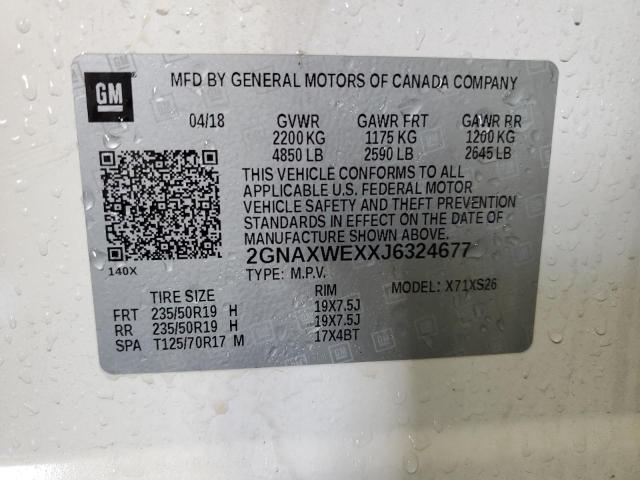 GM
MFD BY GENERAL MOTORS OF CANADA COMPANY
04/18 GVWR GAWR FRT GAWR RR
2200 KG 1175 KG 1200 KG
4850 LB 2590 LB 2645 LB
THIS VEHICLE CONFORMS TO ALL
APPLICABLE U.S. FEDERAL MOTOR
VEHICLE SAFETY AND THEFT PREVENTION
STANDARDS IN EFFECT ON THE DATE OF
MANUFACTURE SHOWN ABOVE.
2GNAXWEXXJ6324677
140X
TYPE: M.P.V. MODEL: X71XS26
TIRE SIZE RIM
FRT 235/50R19 H 19X7.5J
RR 235/50R19 H 19X7.5J
SPA T125/70R17 M 17X4BT